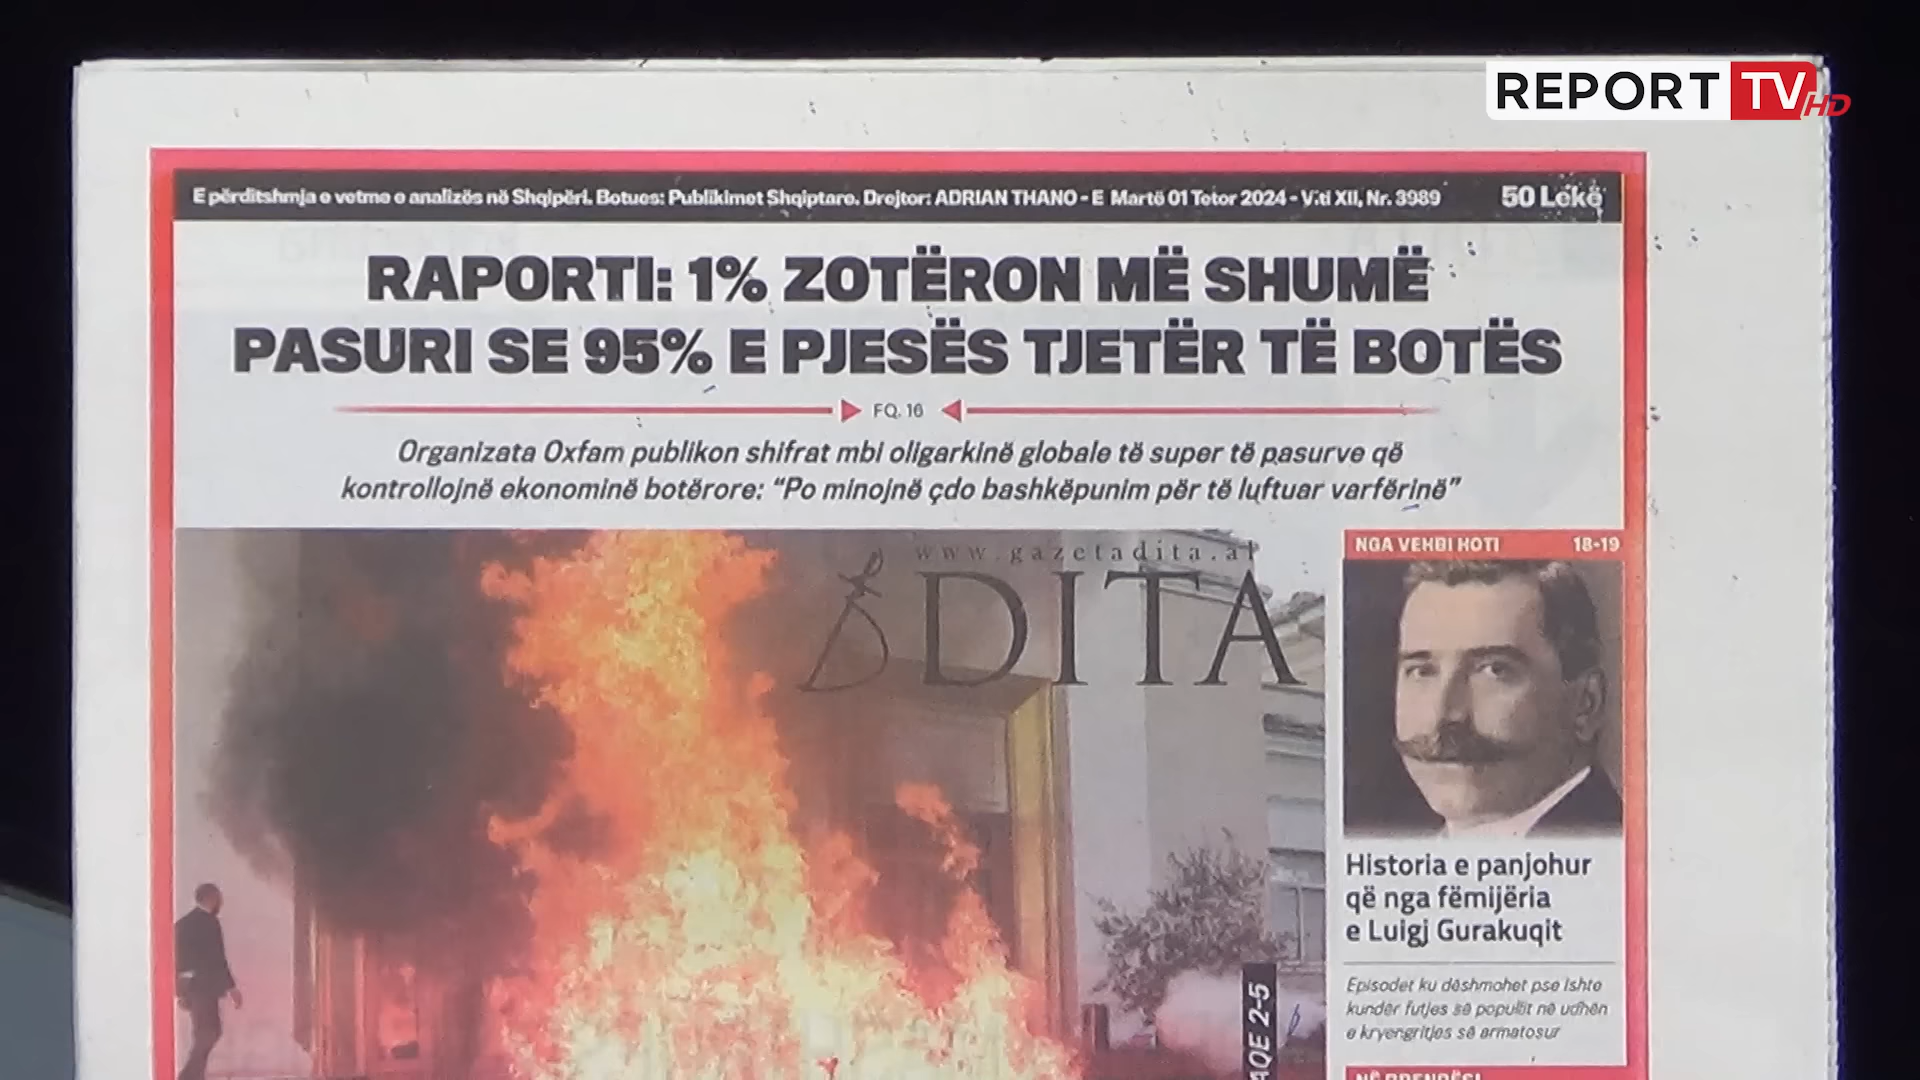 REPORT TV HD
E përditshmja e vetme e analizës në Shqipëri. Botues: Publikimet Shqiptare. Drejtor: ADRIAN THANO - E Martë 01 Tetor 2024 - Viti XII, Nr. 3989 50 Lekë
RAPORTI: 1% ZOTËRON MË SHUMË
PASURI SE 95% E PJESËS TJETËR TË BOTËS
FQ. 16
Organizata Oxfam publikon shifrat mbi oligarkinë globale të super të pasurve që
kontrollojnë ekonominë botërore: “Po minojnë çdo bashkëpunim për të luftuar varfërinë”
www.gazetadita.al
DITA
NGA VEHBI HOTI 18-19
Historia e panjohur
që nga fëmijëria
e Luigj Gurakuqit
Episodet ku dëshmohet pse ishte
kundër futjes së popullit në udhën
e kryengritjes së armatosur
2-5